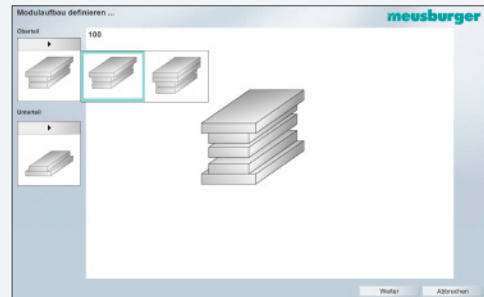 Modulaufbau definieren ...
meusburger
Oberteil
100
Unterteil
Weiter
Abbrechen